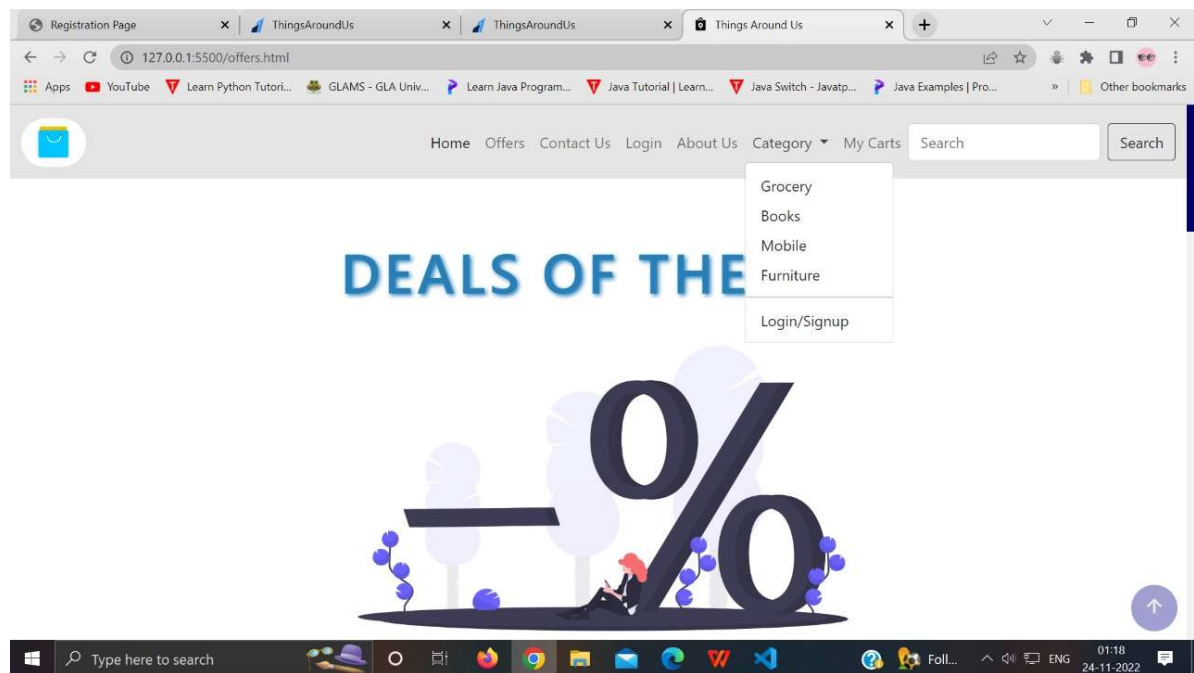 Registration Page
ThingsAroundUs
ThingsAroundUs
Things Around Us
127.0.0.1:5500/offers.html
Apps YouTube Learn Python Tutori... GLAMS - GLA Univ... Learn Java Program... Java Tutorial | Learn... Java Switch - Javatp... Java Examples | Pro... » Other bookmarks
Home Offers Contact Us Login About Us Category My Carts Search Search
Grocery
Books
Mobile
Furniture
Login/Signup
DEALS OF THE
-%
Type here to search
Foll...
ENG
01:18
24-11-2022